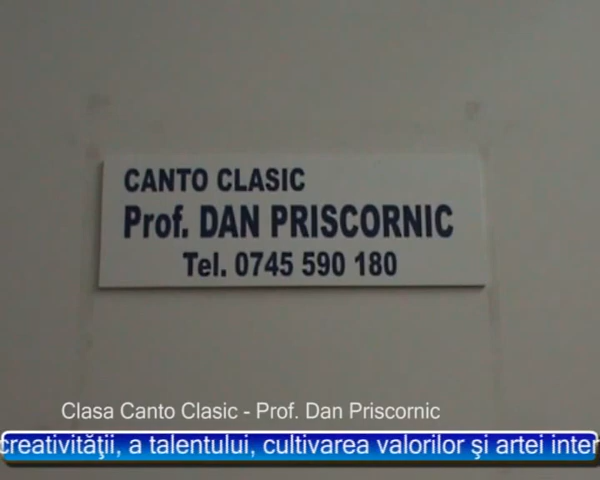 CANTO CLASIC
Prof. DAN PRISCORNIC
Tel. 0745 590 180
Clasa Canto Clasic - Prof. Dan Priscornic
creativităţii, a talentului, cultivarea valorilor şi artei